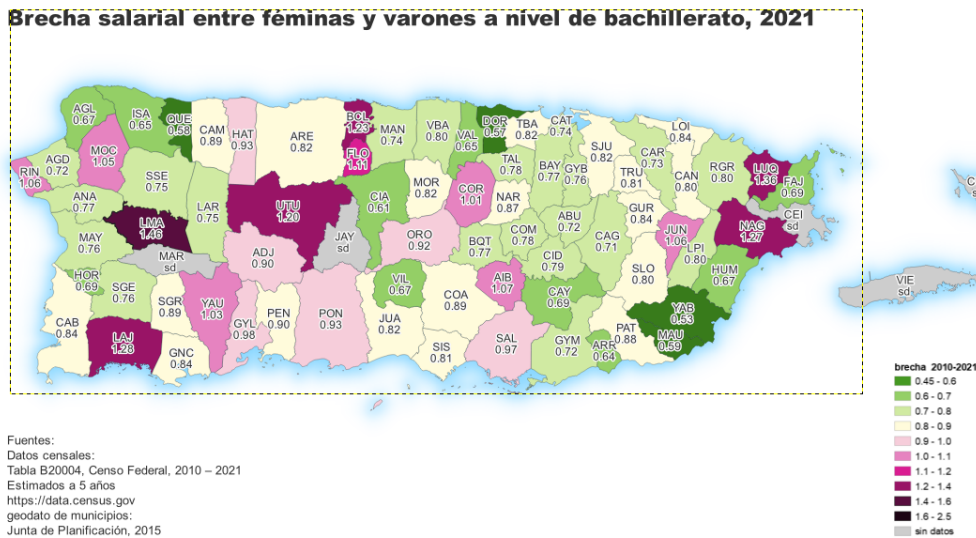 Brecha salarial entre féminas y varones a nivel de bachillerato, 2021
AGL
0.67
ISA
0.65
QUE
0.58
CAM
0.89
HAT
0.93
ARE
0.82
BCL
1.23
FLO
1.11
MAN
0.74
VBA
0.80
VAL
0.65
DOR
0.57
TBA
0.82
CAT
0.74
SJU
0.82
LOI
0.84
CAR
0.73
RGR
0.80
LUQ
1.36
FAJ
0.69
RIN
1.06
AGD
0.72
MOC
1.05
SSE
0.75
LAR
0.75
UTU
1.20
CIA
0.61
MOR
0.82
COR
1.01
TAL
0.78
NAR
0.87
BAY
0.77
GYB
0.76
TRU
0.81
CAN
0.80
GUR
0.84
ANA
0.77
LMA
1.46
MAY
0.76
MAR
sd
ADJ
0.90
JAY
sd
ORO
0.92
BQT
0.77
COM
0.78
ABU
0.72
CID
0.79
CAG
0.71
JUN
1.06
LPI
0.80
NAG
1.27
CEI
sd
HOR
0.69
SGE
0.76
SGR
0.89
YAU
1.03
GYL
0.98
PEN
0.90
PON
0.93
VIL
0.67
JUA
0.82
COA
0.89
AIB
1.07
CAY
0.69
SLO
0.80
HUM
0.67
YAB
0.53
MAU
0.59
CAB
0.84
LAJ
1.28
GNC
0.84
SIS
0.81
SAL
0.97
GYM
0.72
ARR
0.64
PAT
0.88
VIE
sd
C
brecha 2010-2021
0.45 - 0.6
0.6 - 0.7
0.7 - 0.8
0.8 - 0.9
0.9 - 1.0
1.0 - 1.1
1.1 - 1.2
1.2 - 1.4
1.4 - 1.6
1.6 - 2.5
sin datos
Fuentes:
Datos censales:
Tabla B20004, Censo Federal, 2010 – 2021
Estimados a 5 años
https://data.census.gov
geodato de municipios:
Junta de Planificación, 2015